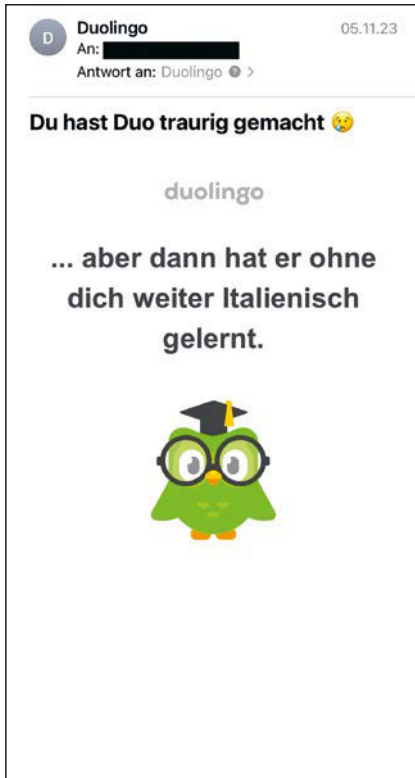 D
Duolingo
05.11.23
An:
Antwort an: Duolingo ? >
Du hast Duo traurig gemacht 😢
duolingo
... aber dann hat er ohne
dich weiter Italienisch
gelernt.